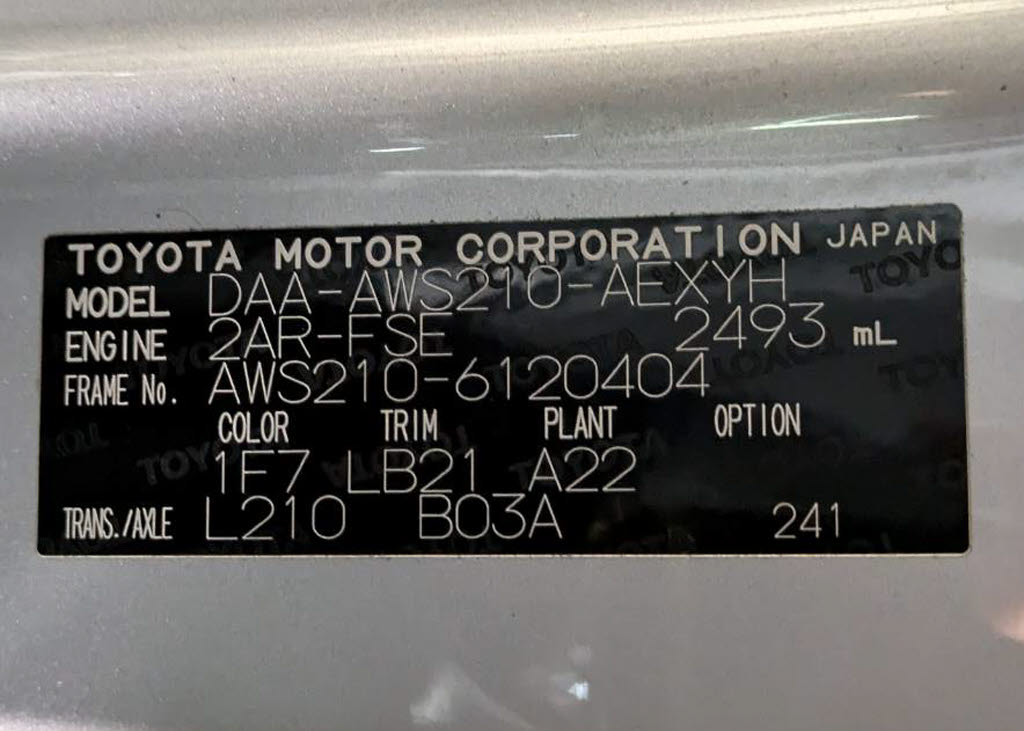 TOYOTA MOTOR CORPORATION JAPAN
MODEL DAA-AWS210-AEXYH
ENGINE 2AR-FSE 2493 mL
FRAME No. AWS210-6120404
COLOR TRIM PLANT OPTION
1F7 LB21 A22
TRANS./AXLE L210 B03A 241